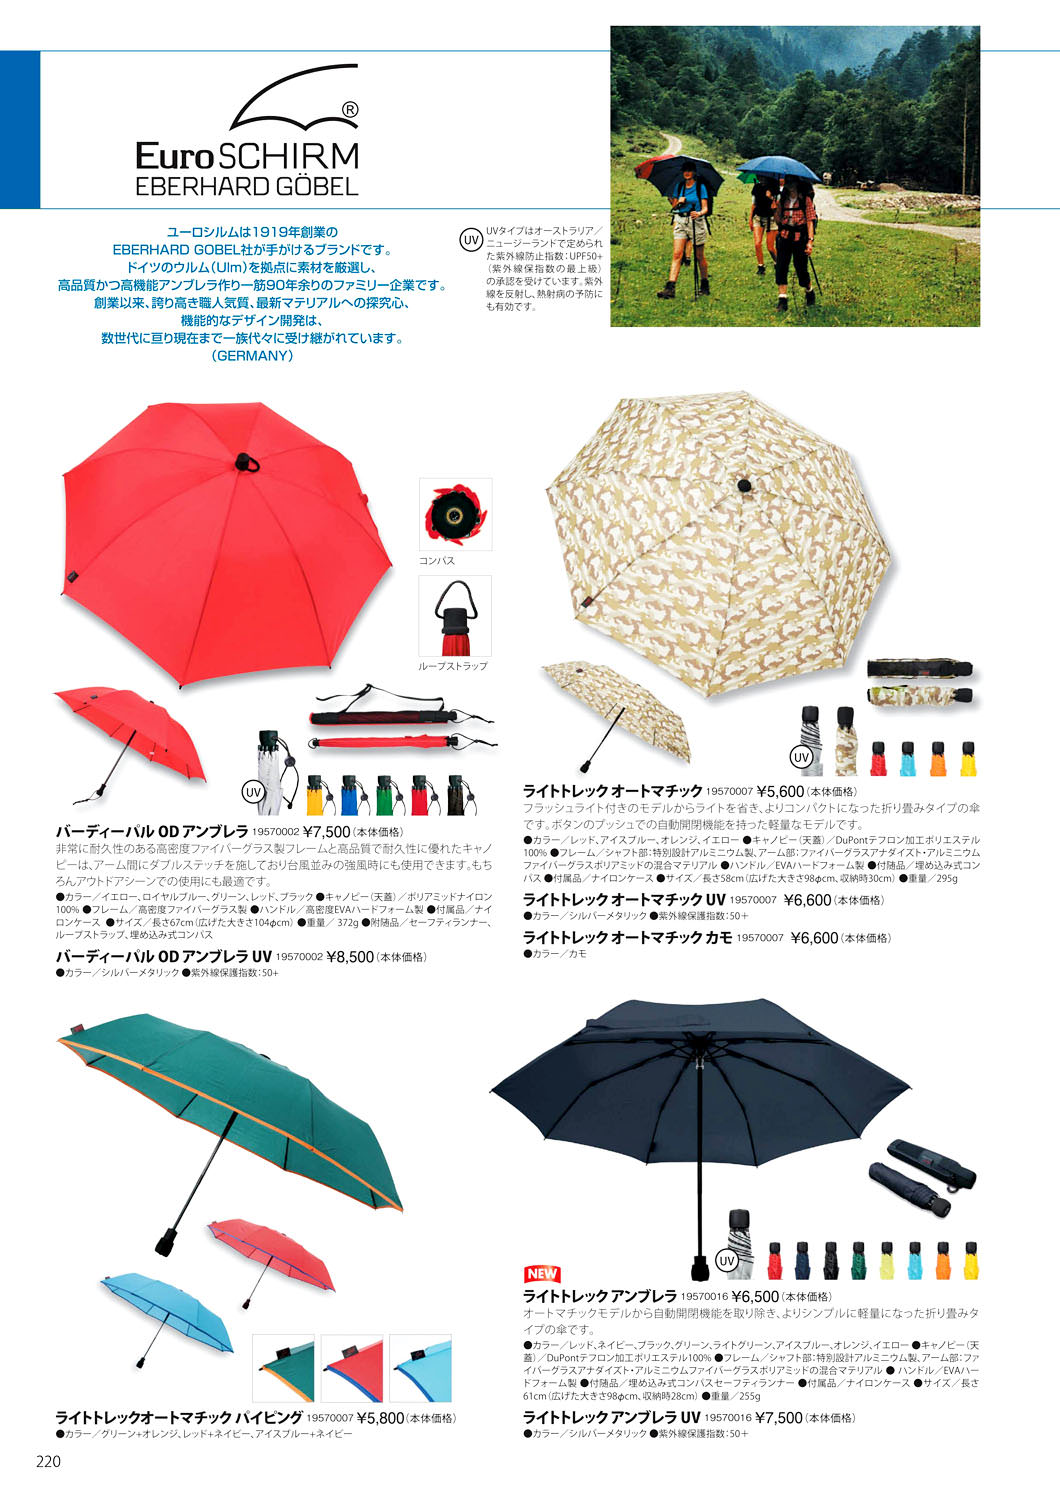 EuroSCHIRM
®
EBERHARD GÖBEL
ユーロシルムは1919年創業の
EBERHARD GOBEL社が手がけるブランドです。
ドイツのウルム(Ulm)を拠点に素材を厳選し、
高品質かつ高機能アンブレラ作り一筋90年余りのファミリー企業です。
創業以来、誇り高き職人気質、最新マテリアルへの探究心、
機能的なデザイン開発は、
数世代に亘り現在まで一族代々に受け継がれています。
(GERMANY)
UV
UVタイプはオーストラリア／
ニュージーランドで定められ
た紫外線防止指数：UPF50+
(紫外線保指数の最上級)
の承認を受けています。紫外
線を反射し、熱射病の予防に
も有効です。
コンパス
ループストラップ
UV
バーディーパル OD アンブレラ 19570002 ¥7,500(本体価格)
非常に耐久性のある高密度ファイバーグラス製フレームと高品質で耐久性に優れたキャノ
ピーは、アーム間にダブルステッチを施しており台風並みの強風時にも使用できます。もち
ろんアウトドアシーンでの使用にも最適です。
●カラー／イエロー、ロイヤルブルー、グリーン、レッド、ブラック ●キャノピー(天蓋)／ポリアミッドナイロン
100% ●フレーム／高密度ファイバーグラス製 ●ハンドル／高密度EVAハードフォーム製 ●付属品／ナイ
ロンケース ●サイズ／長さ67cm(広げた大きさ104φcm) ●重量／ 372g ●附随品／セーフティランナー、
ループストラップ、埋め込み式コンパス
バーディーパル OD アンブレラ UV 19570002 ¥8,500(本体価格)
●カラー／シルバーメタリック ●紫外線保護指数：50+
UV
ライトトレック オートマチック 19570007 ¥5,600(本体価格)
フラッシュライト付きのモデルからライトを省き、よりコンパクトになった折り畳みタイプの傘
です。ボタンのプッシュでの自動開閉機能を持った軽量なモデルです。
●カラー／レッド、アイスブルー、オレンジ、イエロー ●キャノピー(天蓋)／DuPontテフロン加工ポリエステル
100% ●フレーム／シャフト部：特別設計アルミニウム製、アーム部：ファイバーグラスアナダイズト・アルミニウム
ファイバーグラスポリアミッドの混合マテリアル ●ハンドル／EVAハードフォーム製 ●付随品／埋め込み式コン
パス ●付属品／ナイロンケース ●サイズ／長さ58cm(広げた大きさ98φcm、収納時30cm) ●重量／295g
ライトトレック オートマチック UV 19570007 ¥6,600(本体価格)
●カラー／シルバーメタリック ●紫外線保護指数：50+
ライトトレック オートマチック カモ 19570007 ¥6,600(本体価格)
●カラー／カモ
ライトトレックオートマチック パイピング 19570007 ¥5,800(本体価格)
●カラー／グリーン+オレンジ、レッド+ネイビー、アイスブルー+ネイビー
UV
NEW
ライトトレック アンブレラ 19570016 ¥6,500(本体価格)
オートマチックモデルから自動開閉機能を取り除き、よりシンプルに軽量になった折り畳みタ
イプの傘です。
●カラー／レッド、ネイビー、ブラック、グリーン、ライトグリーン、アイスブルー、オレンジ、イエロー ●キャノピー(天
蓋)／DuPontテフロン加工ポリエステル100% ●フレーム／シャフト部：特別設計アルミニウム製、アーム部：ファ
イバーグラスアナダイズト・アルミニウムファイバーグラスポリアミッドの混合マテリアル ● ハンドル／EVAハー
ドフォーム製 ●付随品／埋め込み式コンパスセーフティランナー ●付属品／ナイロンケース ●サイズ／長さ
61cm(広げた大きさ98φcm、収納時28cm) ●重量／255g
ライトトレック アンブレラ UV 19570016 ¥7,500(本体価格)
●カラー／シルバーメタリック ●紫外線保護指数：50+
220